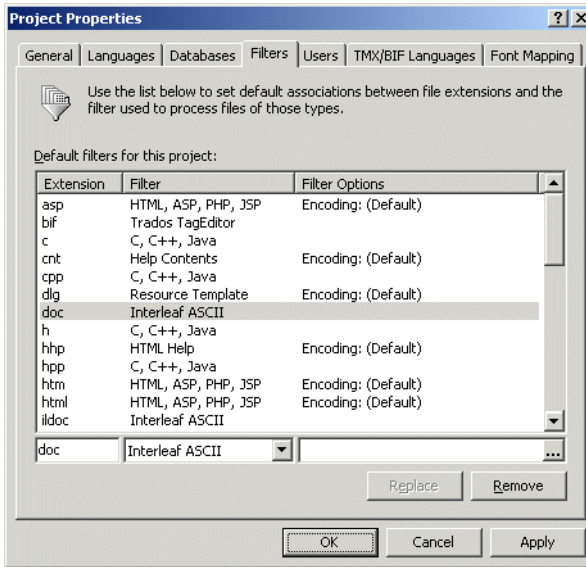 Project Properties
General Languages Databases Filters Users TMX/BIF Languages Font Mapping
Use the list below to set default associations between file extensions and the
filter used to process files of those types.
Default filters for this project:
Extension Filter Filter Options
asp HTML, ASP, PHP, JSP Encoding: (Default)
bif Trados TagEditor
c C, C++, Java
cnt Help Contents Encoding: (Default)
cpp C, C++, Java
dlg Resource Template Encoding: (Default)
doc Interleaf ASCII
h C, C++, Java
hhp HTML Help Encoding: (Default)
hpp C, C++, Java
htm HTML, ASP, PHP, JSP Encoding: (Default)
html HTML, ASP, PHP, JSP Encoding: (Default)
ildoc Interleaf ASCII
doc Interleaf ASCII ...
Replace Remove
OK Cancel Apply